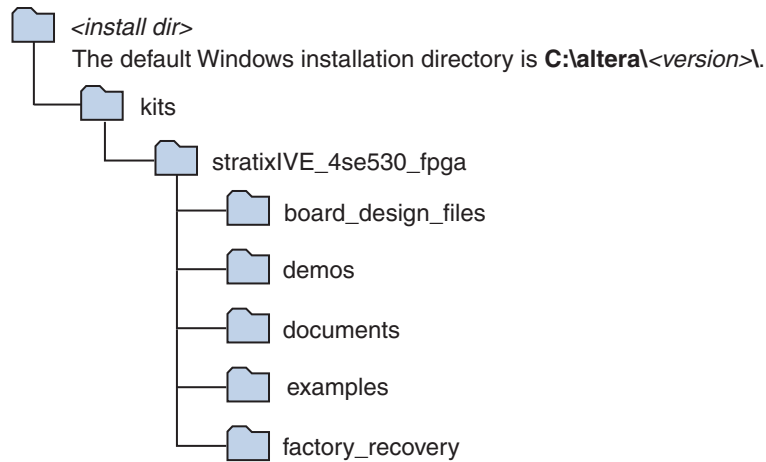 <install dir>
The default Windows installation directory is C:\altera\<version>\.
kits
stratixIVE_4se530_fpga
board_design_files
demos
documents
examples
factory_recovery